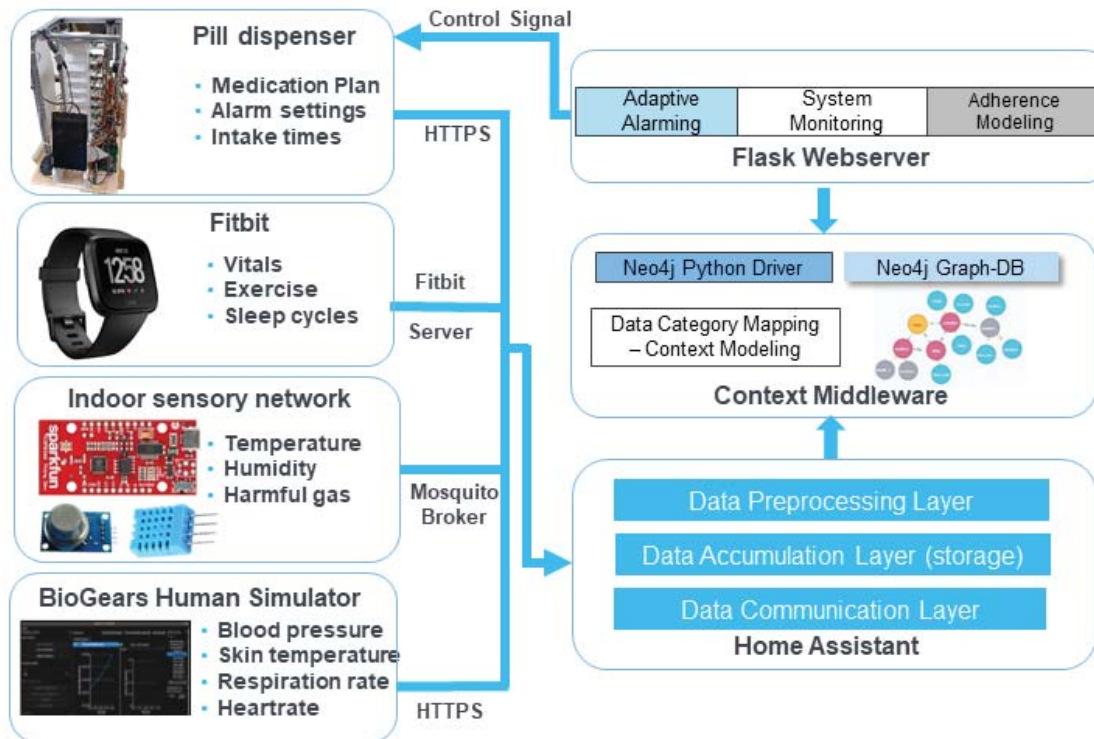 Control Signal
Pill dispenser
• Medication Plan
• Alarm settings
• Intake times
HTTPS
Adaptive
Alarming
System
Monitoring
Adherence
Modeling
Flask Webserver
Fitbit
12 58
• Vitals
• Exercise
• Sleep cycles
Fitbit
Server
Neo4j Python Driver
Neo4j Graph-DB
Data Category Mapping
– Context Modeling
Context Middleware
Indoor sensory network
sparkfun
• Temperature
• Humidity
• Harmful gas
Mosquito
Broker
Data Preprocessing Layer
Data Accumulation Layer (storage)
Data Communication Layer
Home Assistant
BioGears Human Simulator
• Blood pressure
• Skin temperature
• Respiration rate
• Heartrate
HTTPS